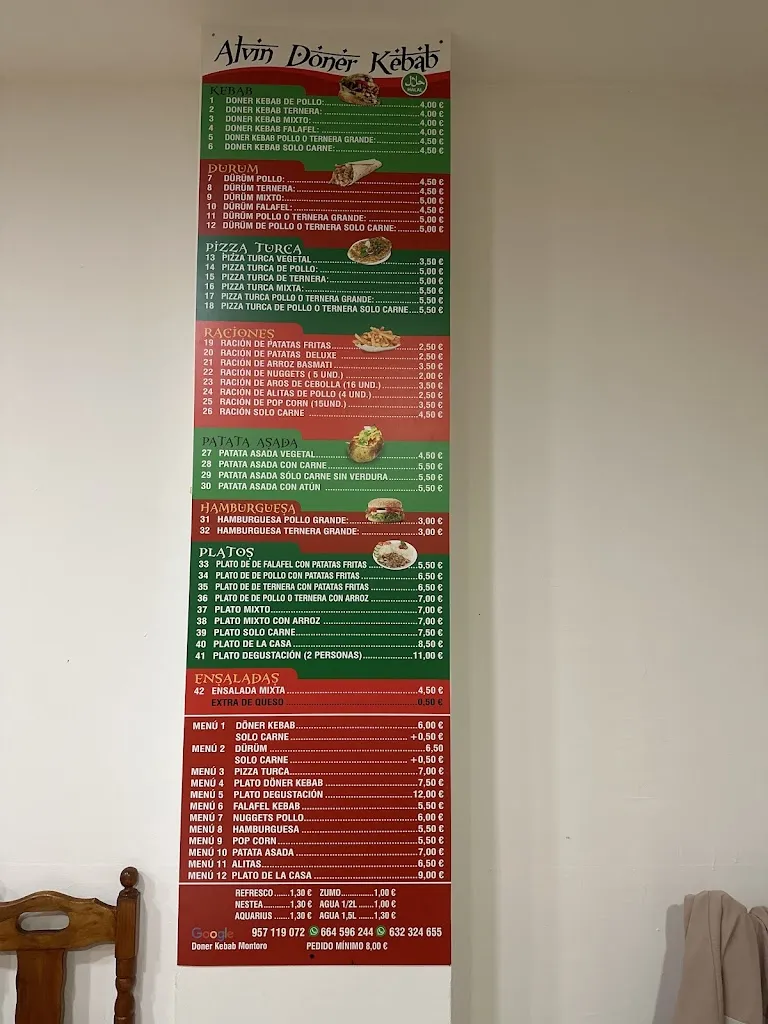 Alvin Döner Kebab
HALAL
KEBAB
1 DONER KEBAB DE POLLO: 4,00 €
2 DONER KEBAB TERNERA: 4,00 €
3 DONER KEBAB MIXTO: 4,00 €
4 DONER KEBAB FALAFEL: 4,00 €
5 DONER KEBAB POLLO O TERNERA GRANDE: 4,50 €
6 DONER KEBAB SOLO CARNE: 4,50 €
DURUM
7 DÜRÜM POLLO: 4,50 €
8 DÜRÜM TERNERA: 4,50 €
9 DÜRÜM MIXTO: 5,00 €
10 DÜRÜM FALAFEL: 4,50 €
11 DÜRÜM POLLO O TERNERA GRANDE: 5,00 €
12 DÜRÜM DE POLLO O TERNERA SOLO CARNE: 5,00 €
PIZZA TURCA
13 PIZZA TURCA VEGETAL 3,50 €
14 PIZZA TURCA DE POLLO: 5,00 €
15 PIZZA TURCA DE TERNERA: 5,00 €
16 PIZZA TURCA MIXTA: 5,50 €
17 PIZZA TURCA POLLO O TERNERA GRANDE: 5,50 €
18 PIZZA TURCA DE POLLO O TERNERA SOLO CARNE 5,50 €
RACIONES
19 RACIÓN DE PATATAS FRITAS 2,50 €
20 RACIÓN DE PATATAS DELUXE 2,50 €
21 RACIÓN DE ARROZ BASMATI 3,50 €
22 RACIÓN DE NUGGETS ( 5 UND.) 2,00 €
23 RACIÓN DE AROS DE CEBOLLA (16 UND.) 3,50 €
24 RACIÓN DE ALITAS DE POLLO (4 UND.) 2,50 €
25 RACIÓN DE POP CORN (15UND.) 3,50 €
26 RACIÓN SOLO CARNE 4,50 €
PATATA ASADA
27 PATATA ASADA VEGETAL 4,50 €
28 PATATA ASADA CON CARNE 5,50 €
29 PATATA ASADA SÓLO CARNE SIN VERDURA 5,50 €
30 PATATA ASADA CON ATÚN 5,50 €
HAMBURGUESA
31 HAMBURGUESA POLLO GRANDE: 3,00 €
32 HAMBURGUESA TERNERA GRANDE: 3,00 €
PLATOS
33 PLATO DE DE FALAFEL CON PATATAS FRITAS 5,50 €
34 PLATO DE DE POLLO CON PATATAS FRITAS 6,50 €
35 PLATO DE DE TERNERA CON PATATAS FRITAS 6,50 €
36 PLATO DE DE POLLO O TERNERA CON ARROZ 7,00 €
37 PLATO MIXTO 7,00 €
38 PLATO MIXTO CON ARROZ 7,00 €
39 PLATO SOLO CARNE 7,50 €
40 PLATO DE LA CASA 8,50 €
41 PLATO DEGUSTACIÓN (2 PERSONAS) 11,00 €
ENSALADAS
42 ENSALADA MIXTA 4,50 €
EXTRA DE QUESO 0,50 €
MENÚ 1 DÖNER KEBAB 6,00 €
SOLO CARNE +0,50 €
MENÚ 2 DÜRÜM 6,50
SOLO CARNE +0,50 €
MENÚ 3 PIZZA TURCA 7,00 €
MENÚ 4 PLATO DÖNER KEBAB 7,50 €
MENÚ 5 PLATO DEGUSTACIÓN 12,00 €
MENÚ 6 FALAFEL KEBAB 5,50 €
MENÚ 7 NUGGETS POLLO 6,00 €
MENÚ 8 HAMBURGUESA 5,50 €
MENÚ 9 POP CORN 5,50 €
MENÚ 10 PATATA ASADA 7,00 €
MENÚ 11 ALITAS 6,50 €
MENÚ 12 PLATO DE LA CASA 9,00 €
REFRESCO 1,30 € ZUMO 1,00 €
NESTEA 1,30 € AGUA 1/2L 1,00 €
AQUARIUS 1,30 € AGUA 1,5L 1,30 €
Google 957 119 072 664 596 244 632 324 655
Doner Kebab Montoro PEDIDO MÍNIMO 8,00 €